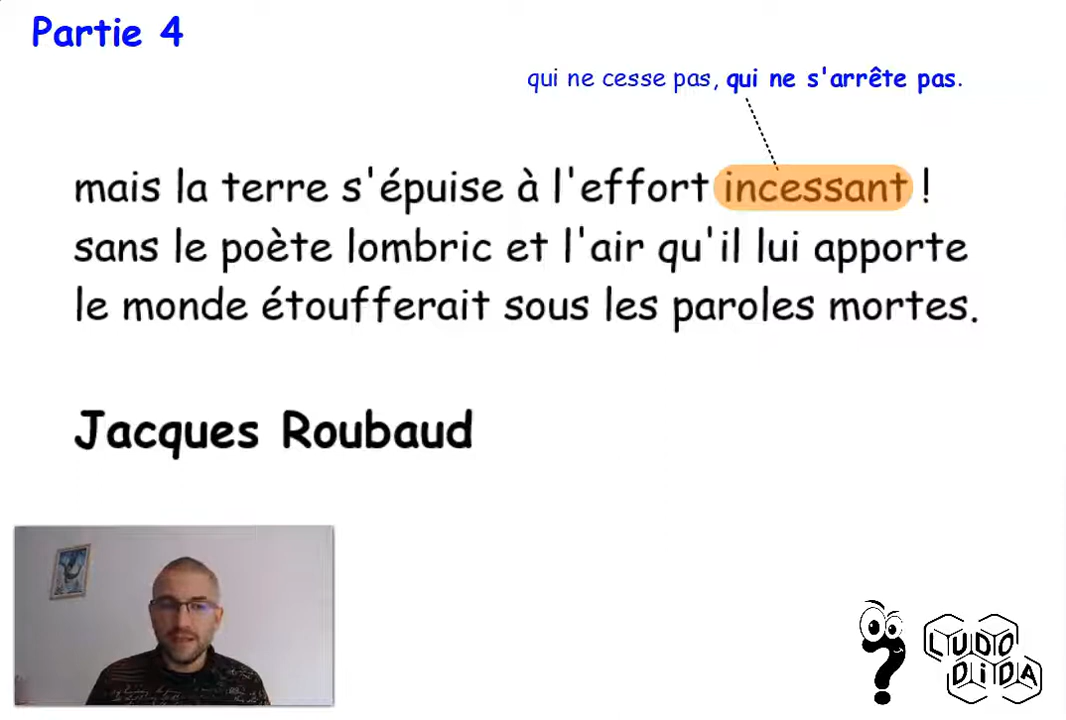 Partie 4
qui ne cesse pas, qui ne s'arrête pas.
mais la terre s'épuise à l'effort incessant !
sans le poète lombric et l'air qu'il lui apporte
le monde étoufferait sous les paroles mortes.
Jacques Roubaud
LUDO
DiDA